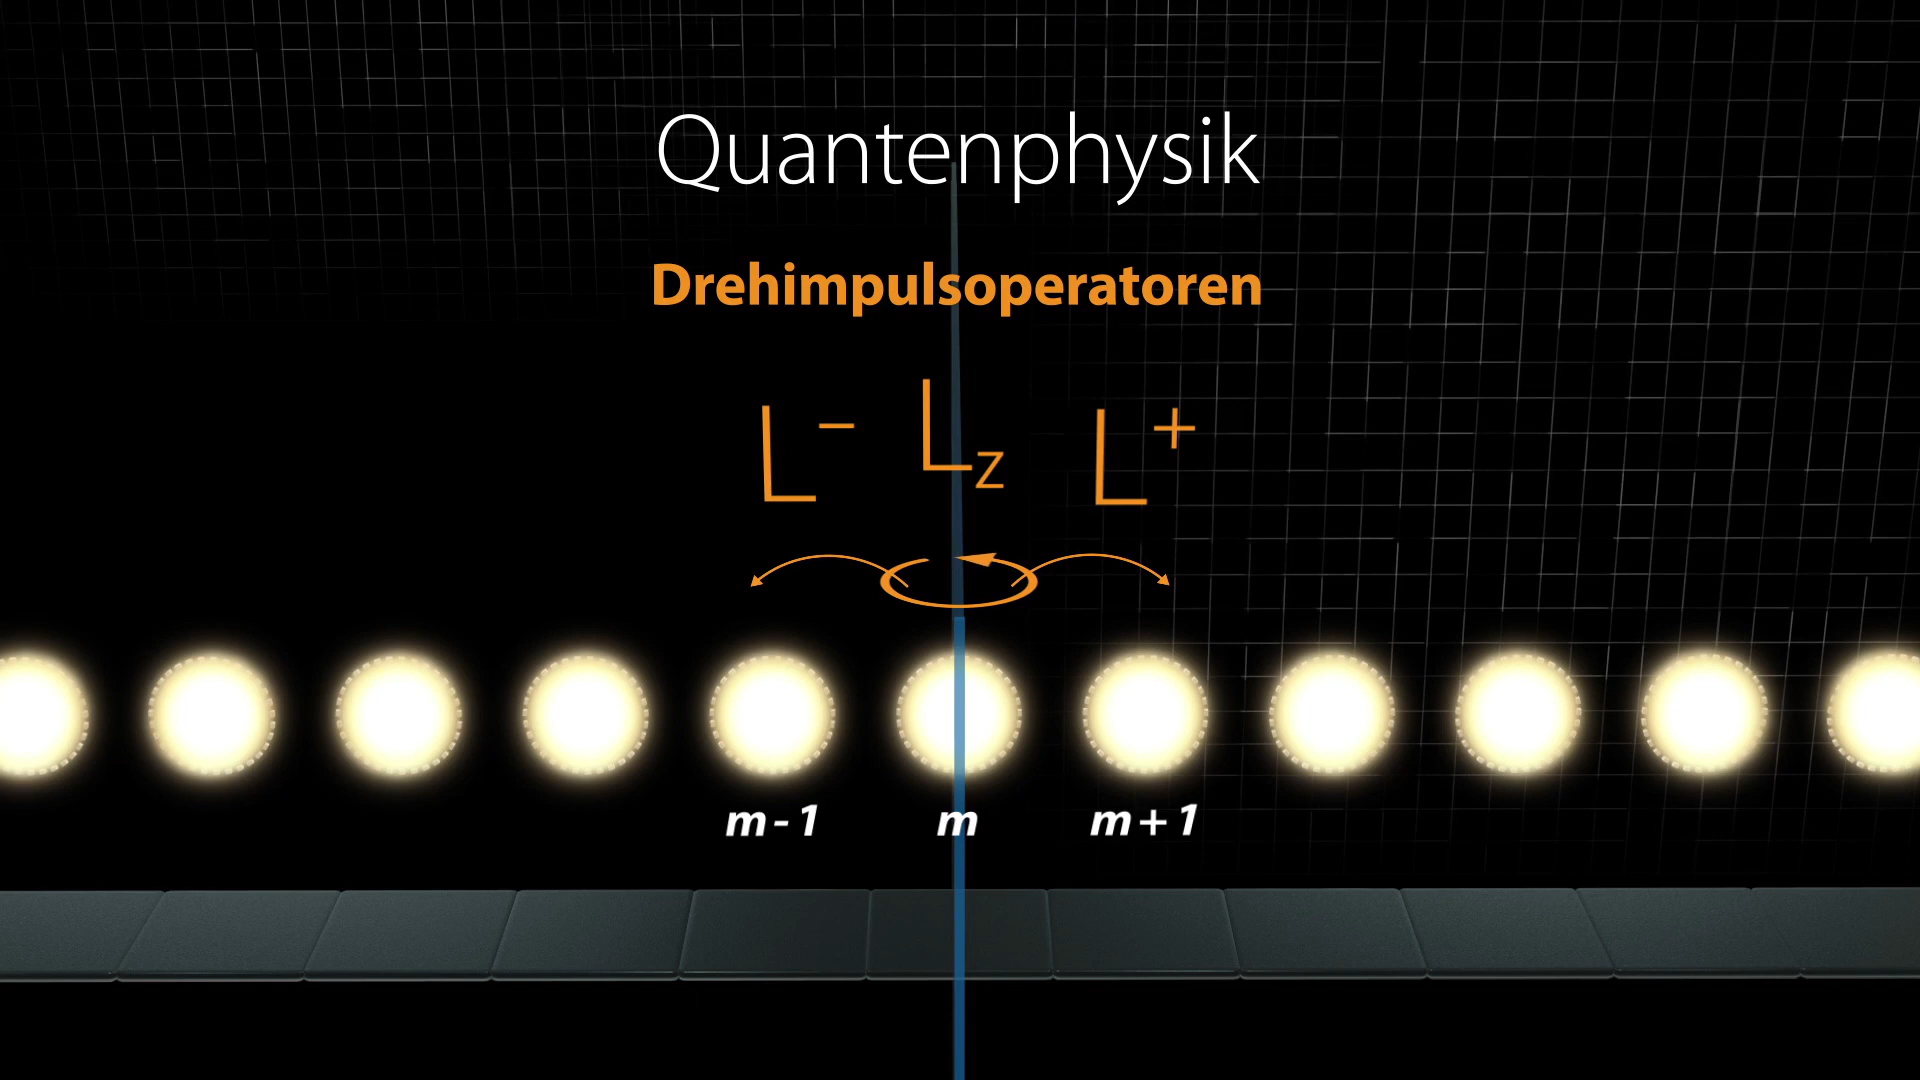 Quantenphysik
Drehimpulsoperatoren
L⁻ L_z L⁺
m - 1 m m + 1